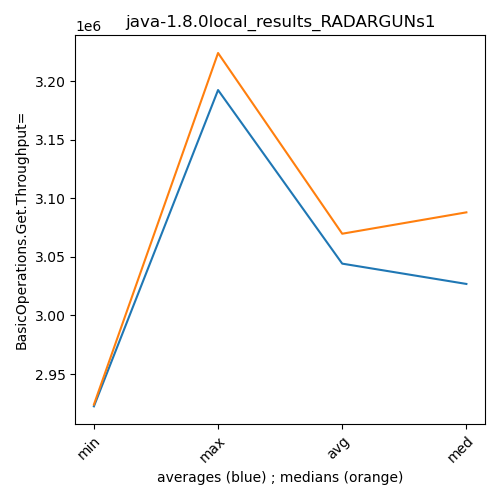 java-1.8.0local_results_RADARGUNs1
1e6
3.20
3.15
3.10
3.05
3.00
2.95
BasicOperations.Get.Throughput=
min
max
avg
med
averages (blue) ; medians (orange)